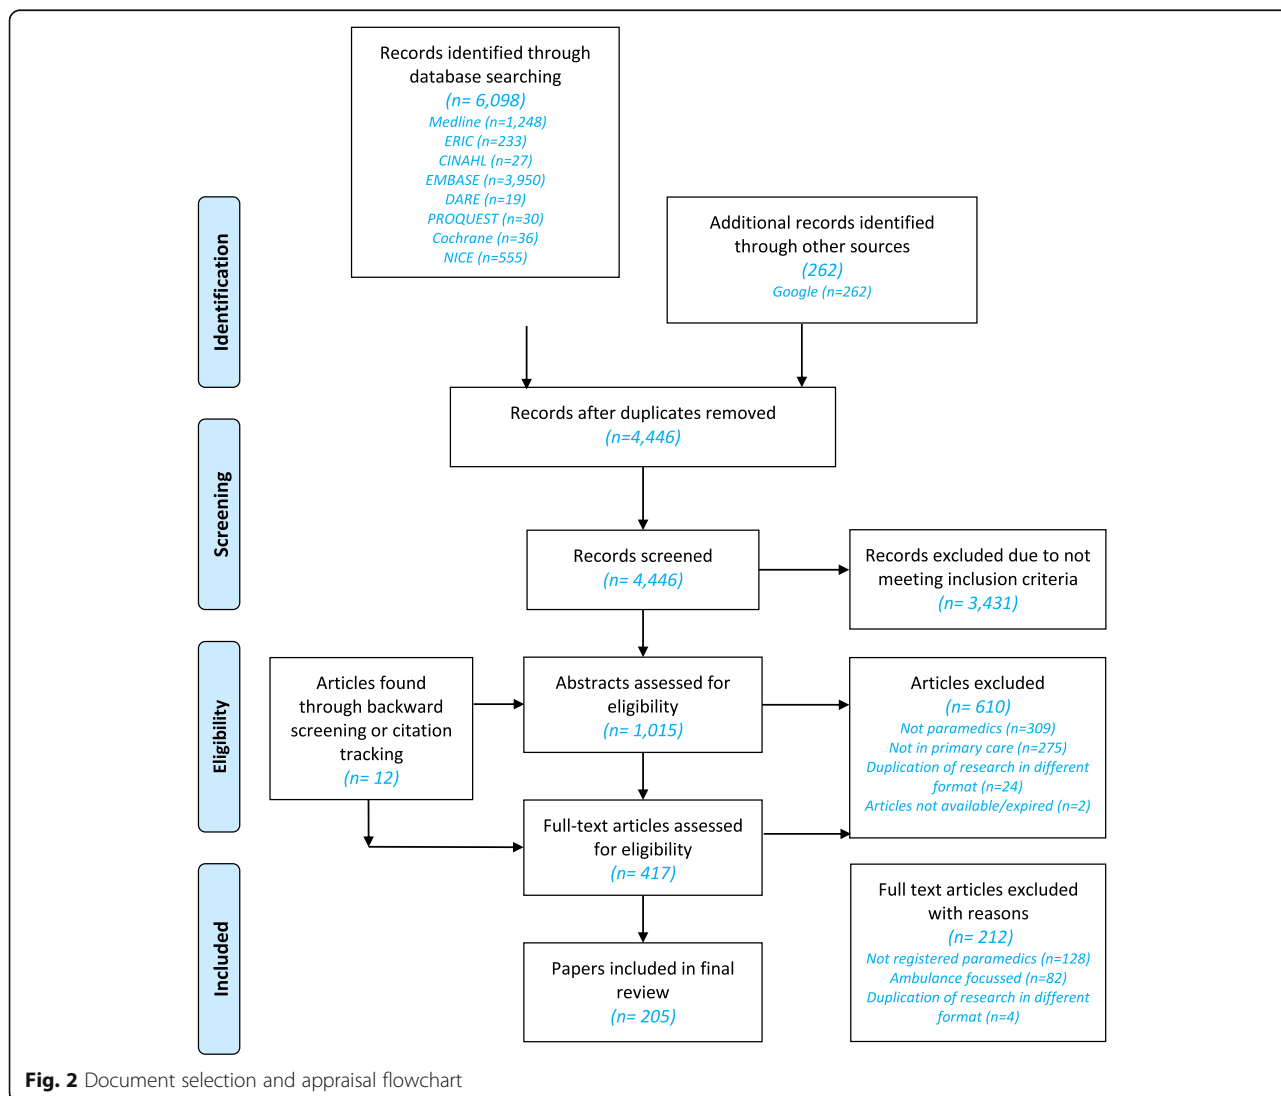 Records identified through
database searching
(n= 6,098)
Medline (n=1,248)
ERIC (n=233)
CINAHL (n=27)
EMBASE (n=3,950)
DARE (n=19)
PROQUEST (n=30)
Cochrane (n=36)
NICE (n=555)
Additional records identified
through other sources
(262)
Google (n=262)
Identification
Records after duplicates removed
(n=4,446)
Screening
Records screened
(n= 4,446)
Records excluded due to not
meeting inclusion criteria
(n= 3,431)
Eligibility
Articles found
through backward
screening or citation
tracking
(n= 12)
Abstracts assessed for
eligibility
(n= 1,015)
Articles excluded
(n= 610)
Not paramedics (n=309)
Not in primary care (n=275)
Duplication of research in different
format (n=24)
Articles not available/expired (n=2)
Full-text articles assessed
for eligibility
(n= 417)
Included
Full text articles excluded
with reasons
(n= 212)
Not registered paramedics (n=128)
Ambulance focussed (n=82)
Duplication of research in different
format (n=4)
Papers included in final
review
(n= 205)
Fig. 2 Document selection and appraisal flowchart